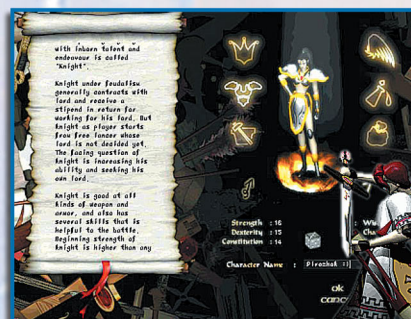 with Inborn Talent and
endeavour is called
"Knight".
Knight under feudalism
generally contracts with
lord and receive a
stipend in return for
working for his lord. But
Knight as player starts
frow free lancer whose
lord is not decided yet.
The facing question of
Knight is increasing his
ability and seeking his
own lord.
Knight is good at all
kinds of weapon and
armor, and also has
several skills that is
helpful to the battle.
Beginning strength of
Knight is higher than any
Strength : 16
Dexterity : 15
Constitution : 14
Character Name : Pirozhok
ok